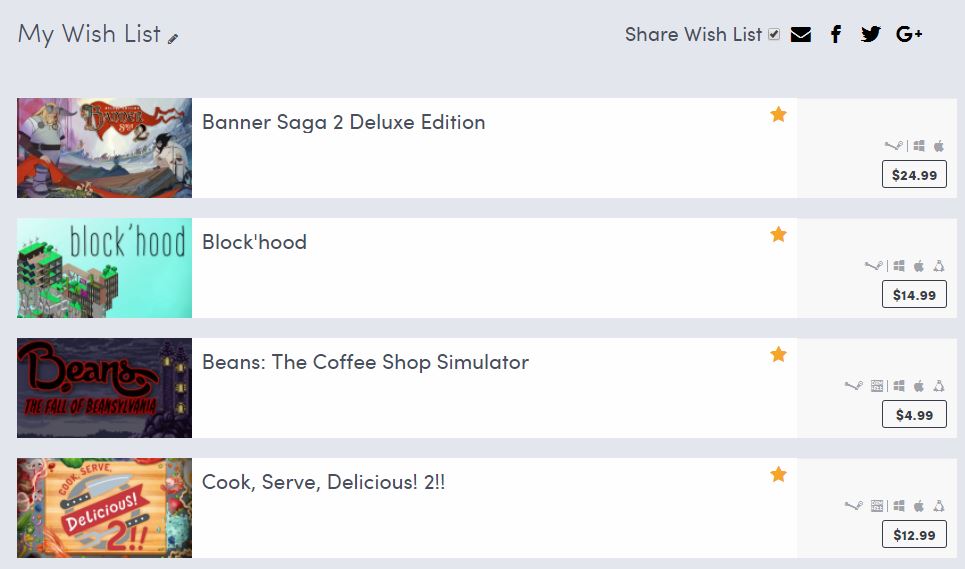 My Wish List
Share Wish List
G+
BANNER
SAGA
2
Banner Saga 2 Deluxe Edition
$24.99
block'hood
Block'hood
$14.99
Beans
THE FALL OF BEANSYLVANIA
Beans: The Coffee Shop Simulator
$4.99
COOK, SERVE,
Delicious!
2!!
Cook, Serve, Delicious! 2!!
$12.99